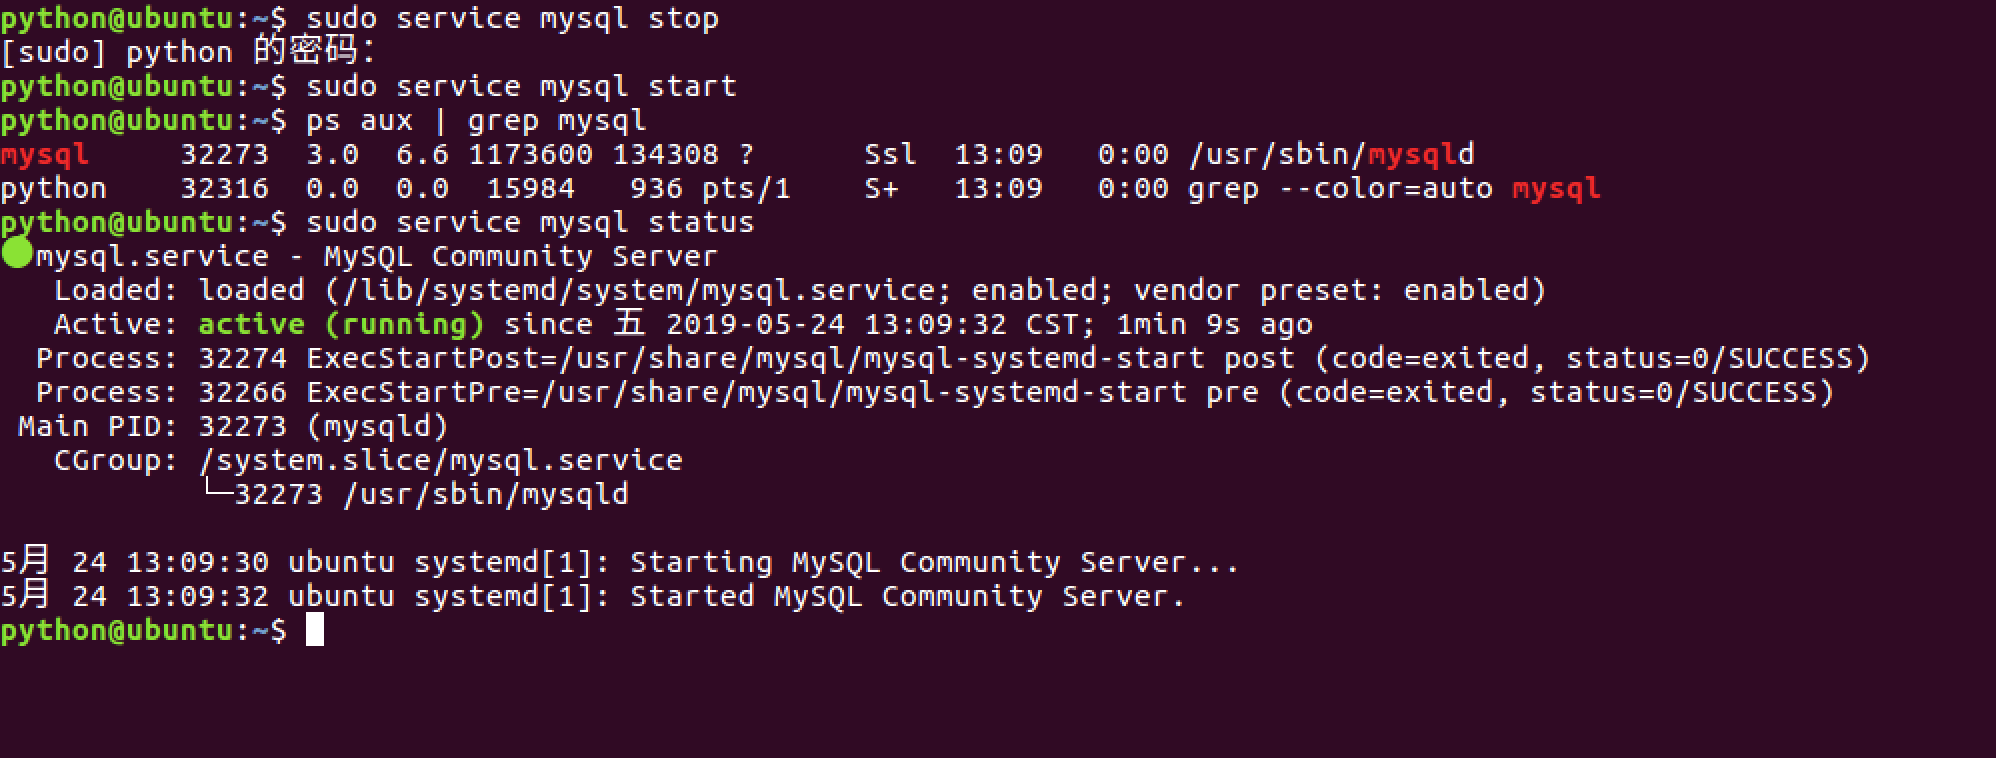 python@ubuntu:~$ sudo service mysql stop
[sudo] python 的密码：
python@ubuntu:~$ sudo service mysql start
python@ubuntu:~$ ps aux | grep mysql
mysql     32273  3.0  6.6 1173600 134308 ?      Ssl  13:09   0:00 /usr/sbin/mysqld
python    32316  0.0  0.0  15984   936 pts/1    S+   13:09   0:00 grep --color=auto mysql
python@ubuntu:~$ sudo service mysql status
●mysql.service - MySQL Community Server
   Loaded: loaded (/lib/systemd/system/mysql.service; enabled; vendor preset: enabled)
   Active: active (running) since 五 2019-05-24 13:09:32 CST; 1min 9s ago
  Process: 32274 ExecStartPost=/usr/share/mysql/mysql-systemd-start post (code=exited, status=0/SUCCESS)
  Process: 32266 ExecStartPre=/usr/share/mysql/mysql-systemd-start pre (code=exited, status=0/SUCCESS)
 Main PID: 32273 (mysqld)
   CGroup: /system.slice/mysql.service
           └─32273 /usr/sbin/mysqld
5月 24 13:09:30 ubuntu systemd[1]: Starting MySQL Community Server...
5月 24 13:09:32 ubuntu systemd[1]: Started MySQL Community Server.
python@ubuntu:~$